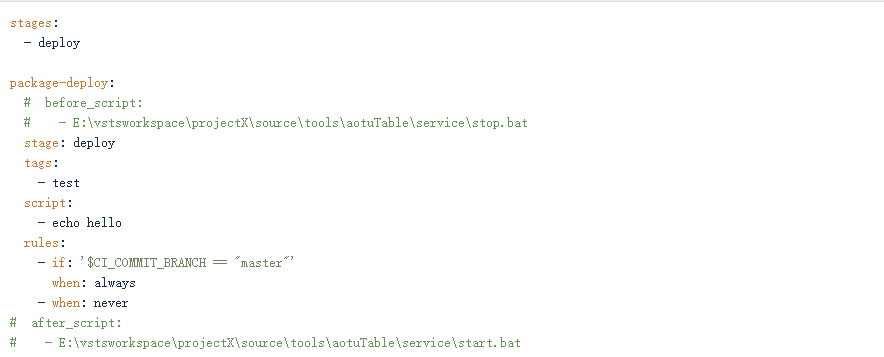 stages:
  - deploy

package-deploy:
  #  before_script:
  #    - E:\vstsworkspace\projectX\source\tools\aotuTable\service\stop.bat
  stage: deploy
  tags:
    - test
  script:
    - echo hello
  rules:
    - if: '$CI_COMMIT_BRANCH == "master"'
      when: always
    - when: never
#  after_script:
#    - E:\vstsworkspace\projectX\source\tools\aotuTable\service\start.bat